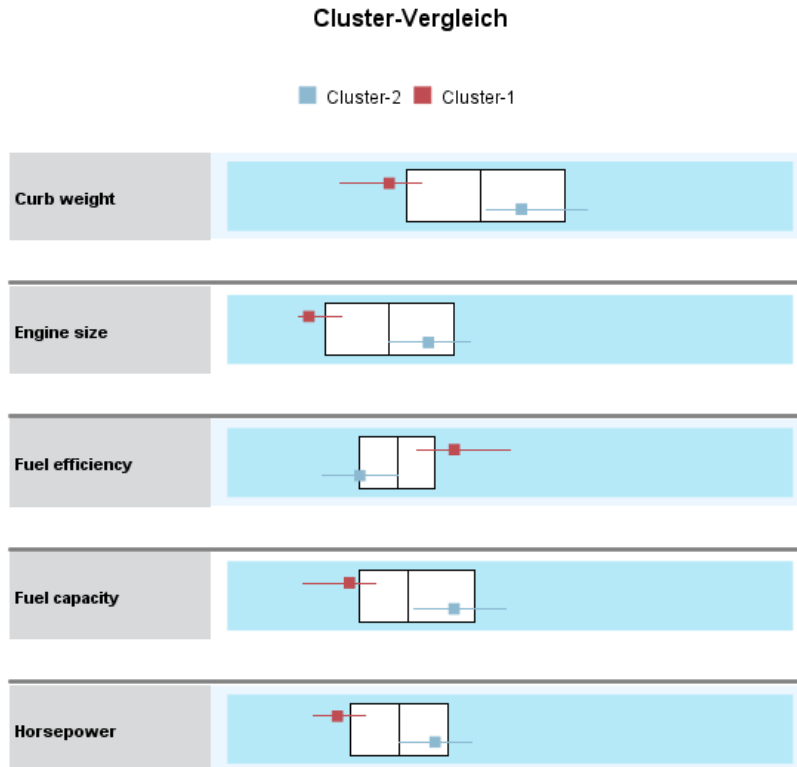 Cluster-Vergleich
Cluster-2 Cluster-1
Curb weight
Engine size
Fuel efficiency
Fuel capacity
Horsepower